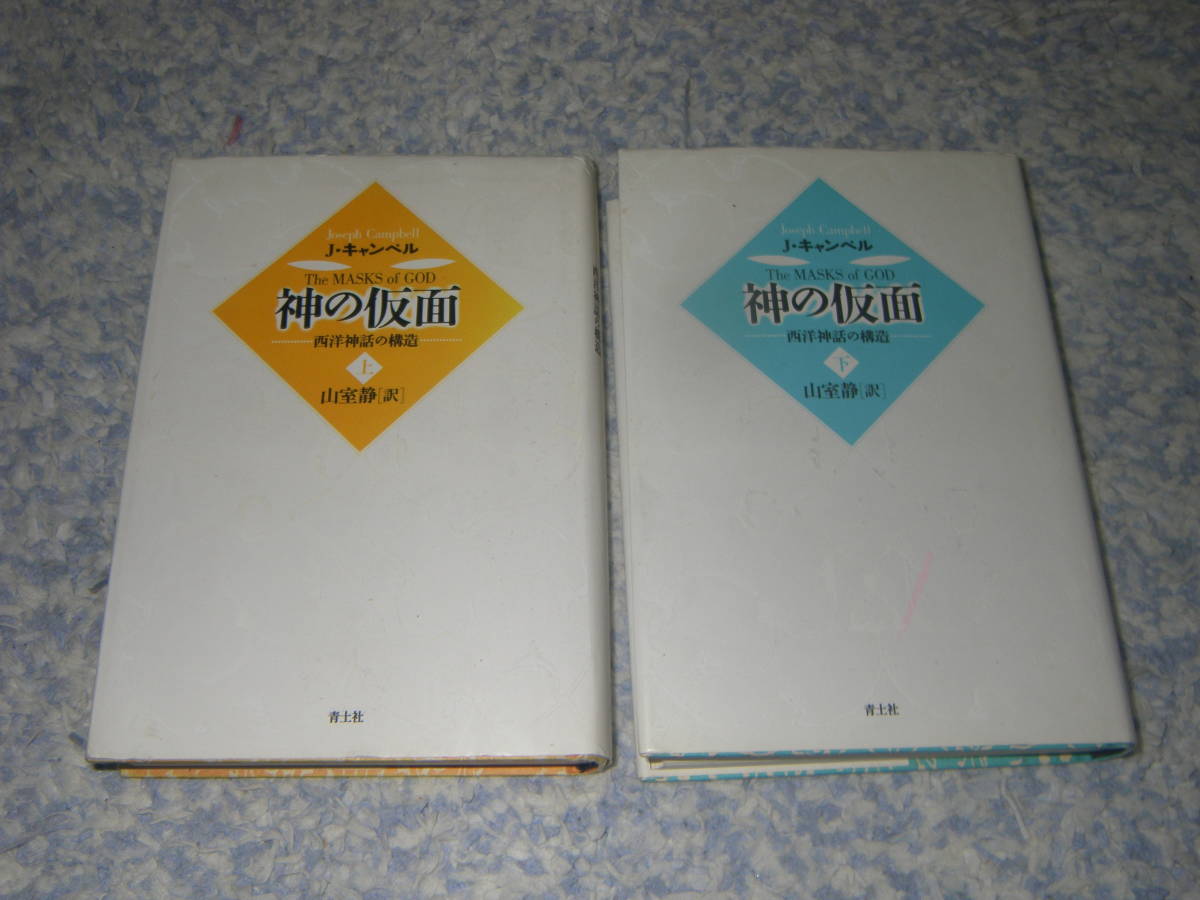 Joseph Campbell
J・キャンベル
The MASKS of GOD
神の仮面
西洋神話の構造
上
山室静[訳]
青土社
Joseph Campbell
J・キャンベル
The MASKS of GOD
神の仮面
西洋神話の構造
下
山室静[訳]
青土社